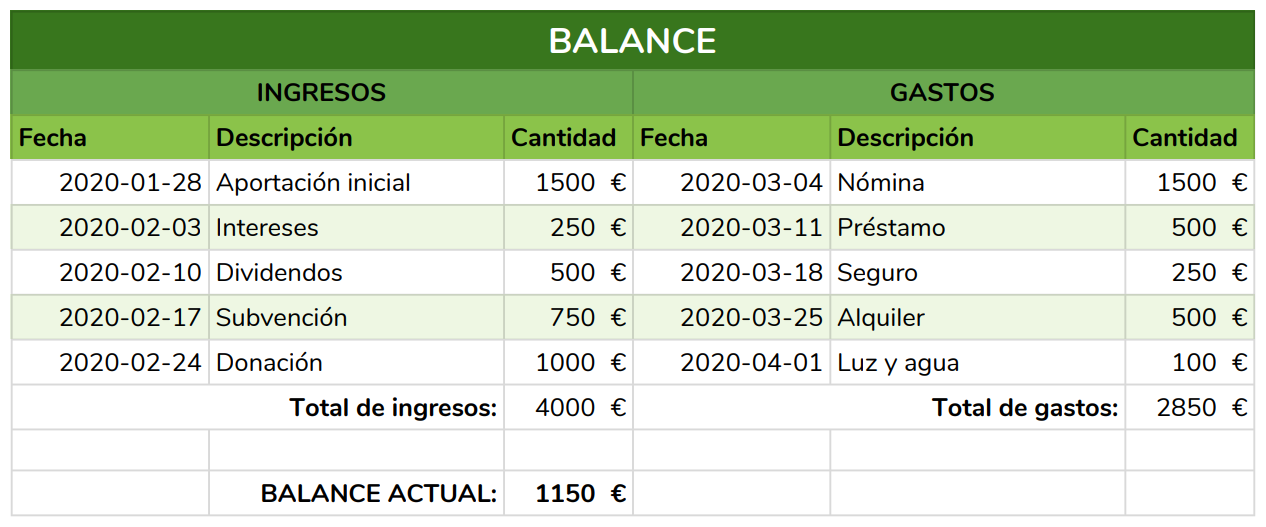 BALANCE
INGRESOS GASTOS
Fecha Descripción Cantidad Fecha Descripción Cantidad
2020-01-28 Aportación inicial 1500 € 2020-03-04 Nómina 1500 €
2020-02-03 Intereses 250 € 2020-03-11 Préstamo 500 €
2020-02-10 Dividendos 500 € 2020-03-18 Seguro 250 €
2020-02-17 Subvención 750 € 2020-03-25 Alquiler 500 €
2020-02-24 Donación 1000 € 2020-04-01 Luz y agua 100 €
Total de ingresos: 4000 € Total de gastos: 2850 €
BALANCE ACTUAL: 1150 €